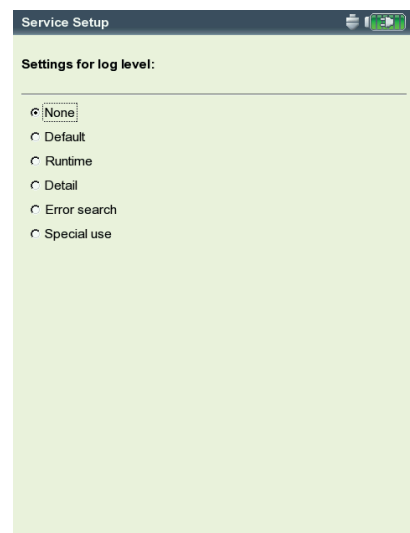 Service Setup
Settings for log level:
None
Default
Runtime
Detail
Error search
Special use